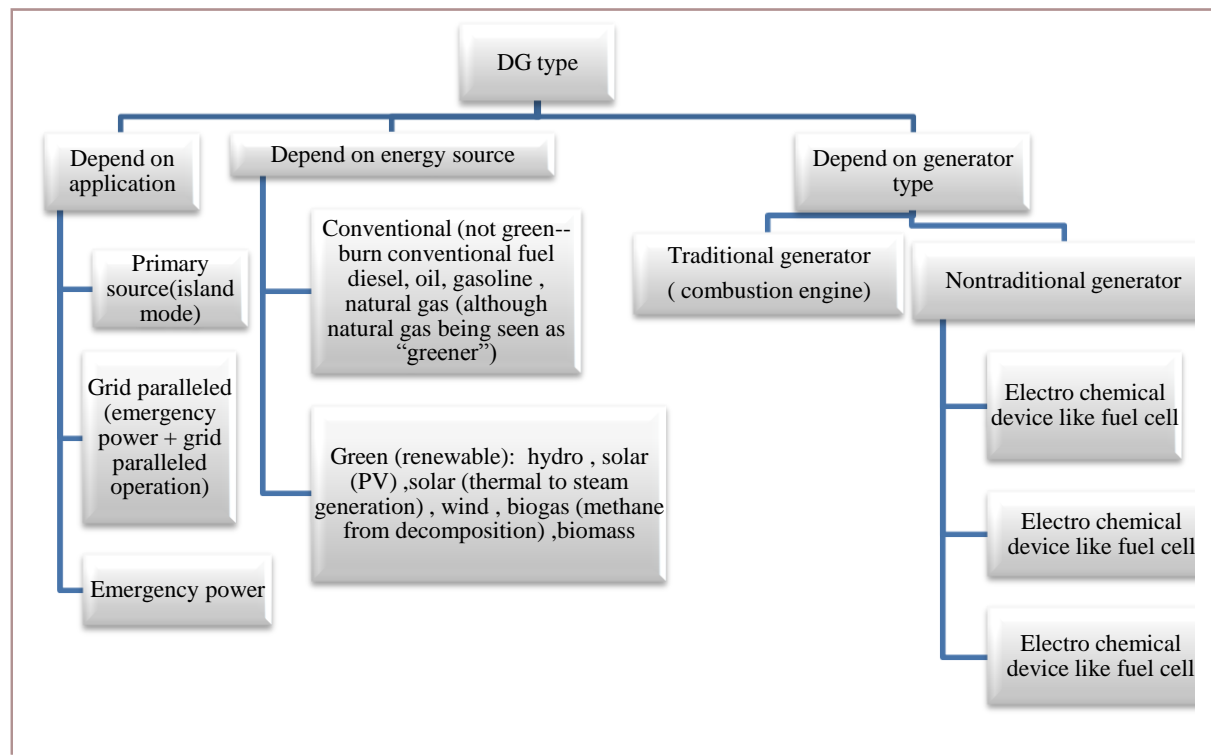 DG type
Depend on
application
Primary
source(island
mode)
Grid paralleled
(emergency
power + grid
paralleled
operation)
Emergency power
Depend on energy source
Conventional (not green--
burn conventional fuel
diesel, oil, gasoline ,
natural gas (although
natural gas being seen as
“greener”)
Green (renewable):  hydro , solar
(PV) ,solar (thermal to steam
generation) , wind , biogas (methane
from decomposition) ,biomass
Depend on generator
type
Traditional generator
( combustion engine)
Nontraditional generator
Electro chemical
device like fuel cell
Electro chemical
device like fuel cell
Electro chemical
device like fuel cell